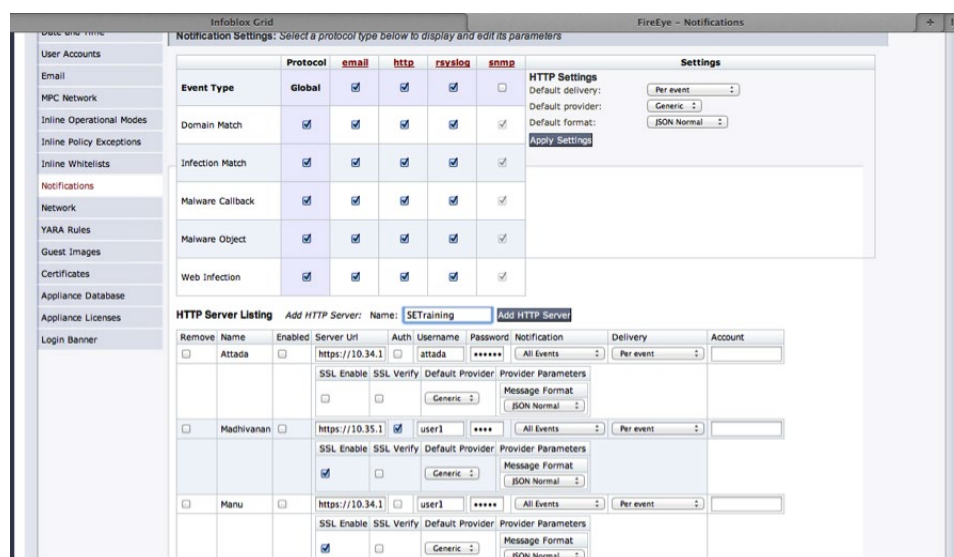 Infoblox Grid
FireEye – Notifications
Date and Time
Notification Settings: Select a protocol type below to display and edit its parameters
User Accounts
Email
MPC Network
Inline Operational Modes
Inline Policy Exceptions
Inline Whitelists
Notifications
Network
YARA Rules
Guest Images
Certificates
Appliance Database
Appliance Licenses
Login Banner
Protocol email http rsyslog snmp Settings
Event Type Global
Domain Match
Infection Match
Malware Callback
Malware Object
Web Infection
HTTP Settings
Default delivery: Per event
Default provider: Generic
Default format: JSON Normal
Apply Settings
HTTP Server Listing Add HTTP Server: Name: SETraining Add HTTP Server
Remove Name Enabled Server Url Auth Username Password Notification Delivery Account
Attada https://10.34.1 attada •••••• All Events Per event
SSL Enable SSL Verify Default Provider Provider Parameters
Message Format
Generic JSON Normal
Madhivanan https://10.35.1 user1 •••• All Events Per event
SSL Enable SSL Verify Default Provider Provider Parameters
Message Format
Generic JSON Normal
Manu https://10.34.1 user1 ••••• All Events Per event
SSL Enable SSL Verify Default Provider Provider Parameters
Message Format
Generic JSON Normal